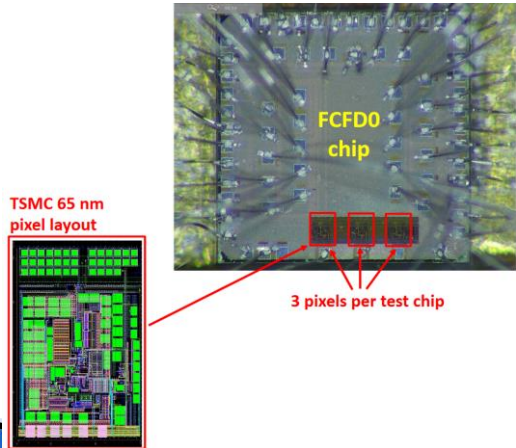 FCFD0
chip
TSMC 65 nm
pixel layout
3 pixels per test chip